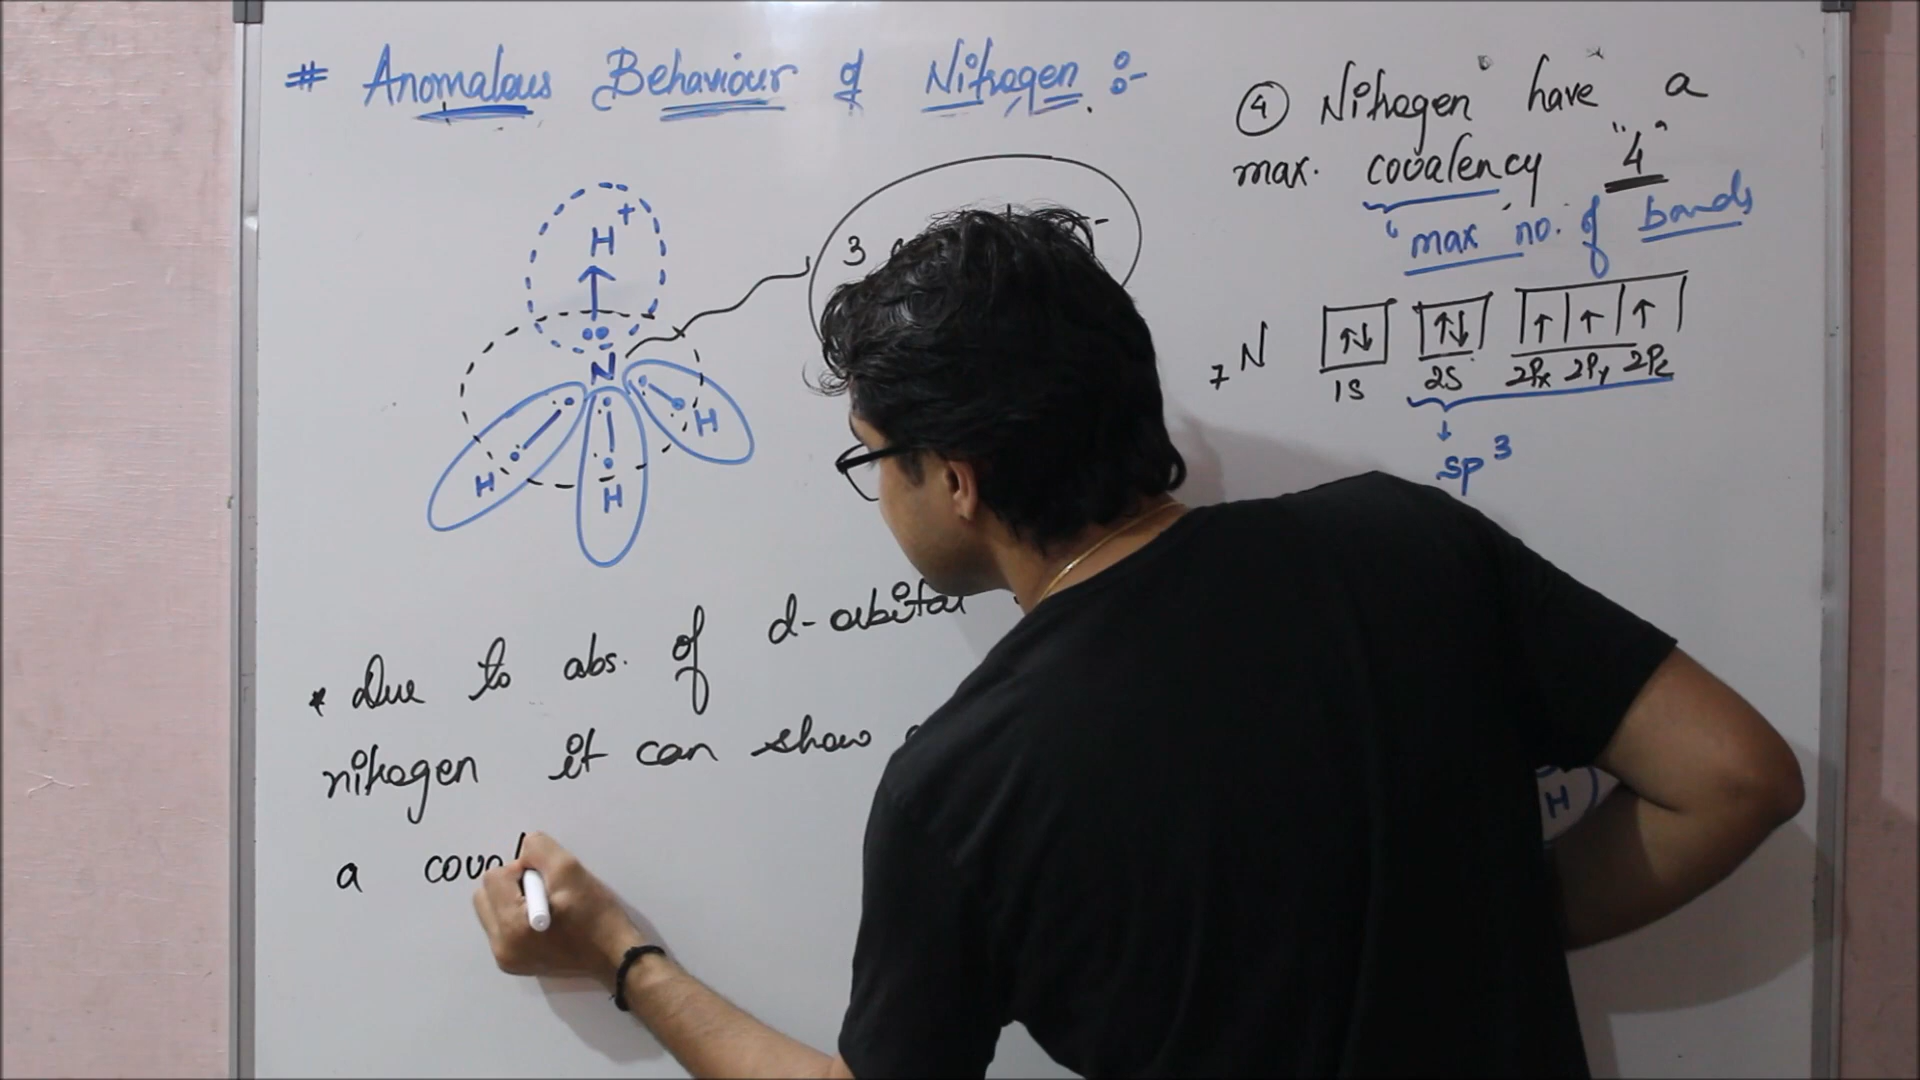 # Anomalous Behaviour of Nitrogen :-
H+
N
H
H
H
3
* Due to abs. of d-orbital
nitrogen it can show
a coval
④ Nitrogen have a
max. covalency "4"
"max no. of bonds
7N
1S 2S 2Px 2Py 2Pz
sp3
H